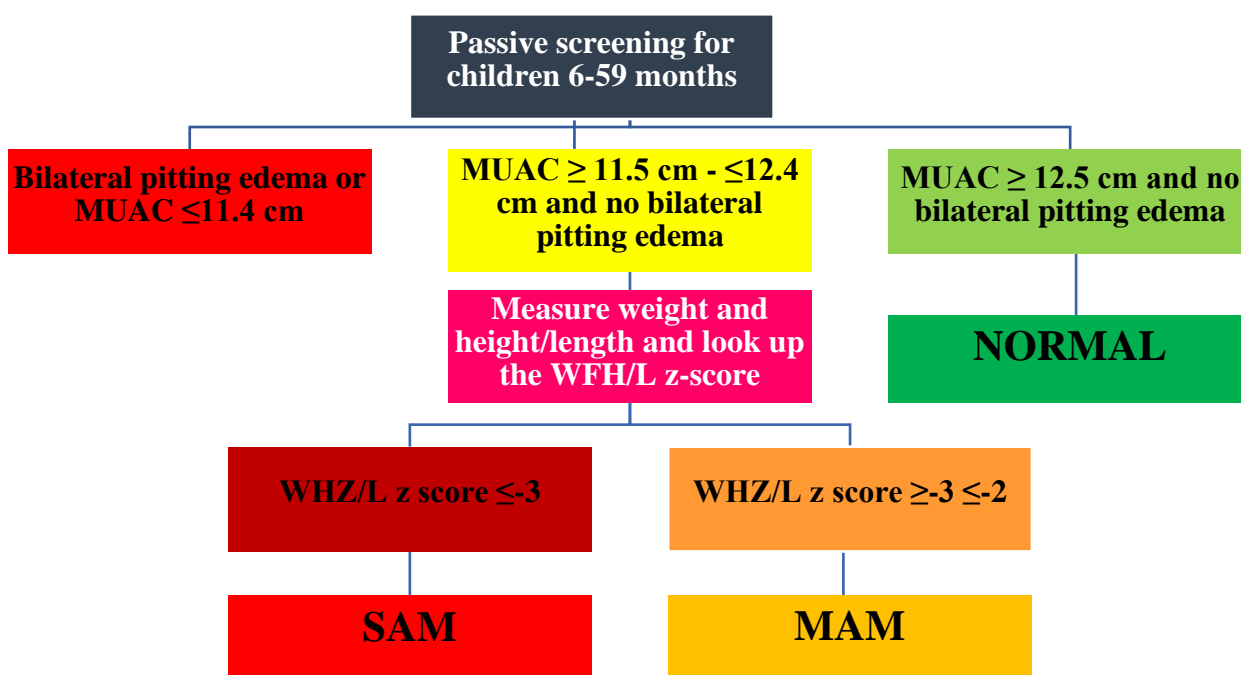 Passive screening for
children 6-59 months
Bilateral pitting edema or
MUAC ≤11.4 cm
MUAC ≥ 11.5 cm - ≤12.4
cm and no bilateral
pitting edema
MUAC ≥ 12.5 cm and no
bilateral pitting edema
Measure weight and
height/length and look up
the WFH/L z-score
NORMAL
WHZ/L z score ≤-3
WHZ/L z score ≥-3 ≤-2
SAM
MAM